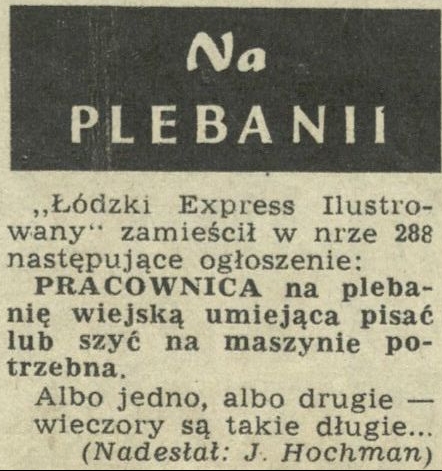 Na
PLEBANII
„Łódzki Express Ilustro-
wany" zamieścił w nrze 288
następujące ogłoszenie:
PRACOWNICA na pleba-
nię wiejską umiejąca pisać
lub szyć na maszynie po-
trzebna.
Albo jedno, albo drugie —
wieczory są takie długie...
(Nadesłał: J. Hochman)